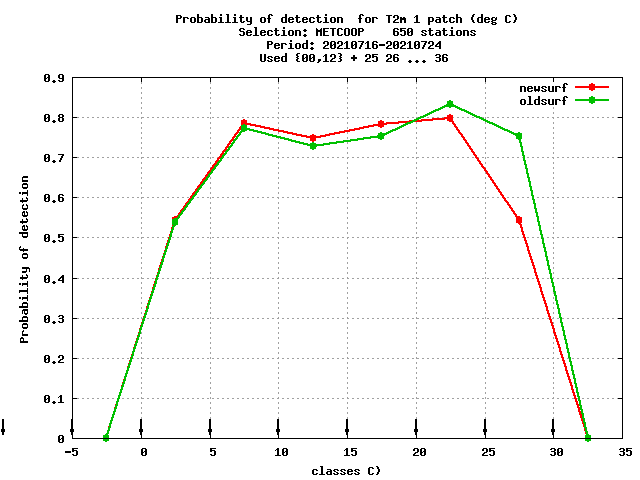 Probability of detection  for T2m 1 patch (deg C)
Selection: METCOOP    650 stations
Period: 20210716-20210724
Used {00,12} + 25 26 ... 36
newsurf
oldsurf
0.9
0.8
0.7
0.6
0.5
0.4
0.3
0.2
0.1
0
Probability of detection
-5 0 5 10 15 20 25 30 35
classes C)